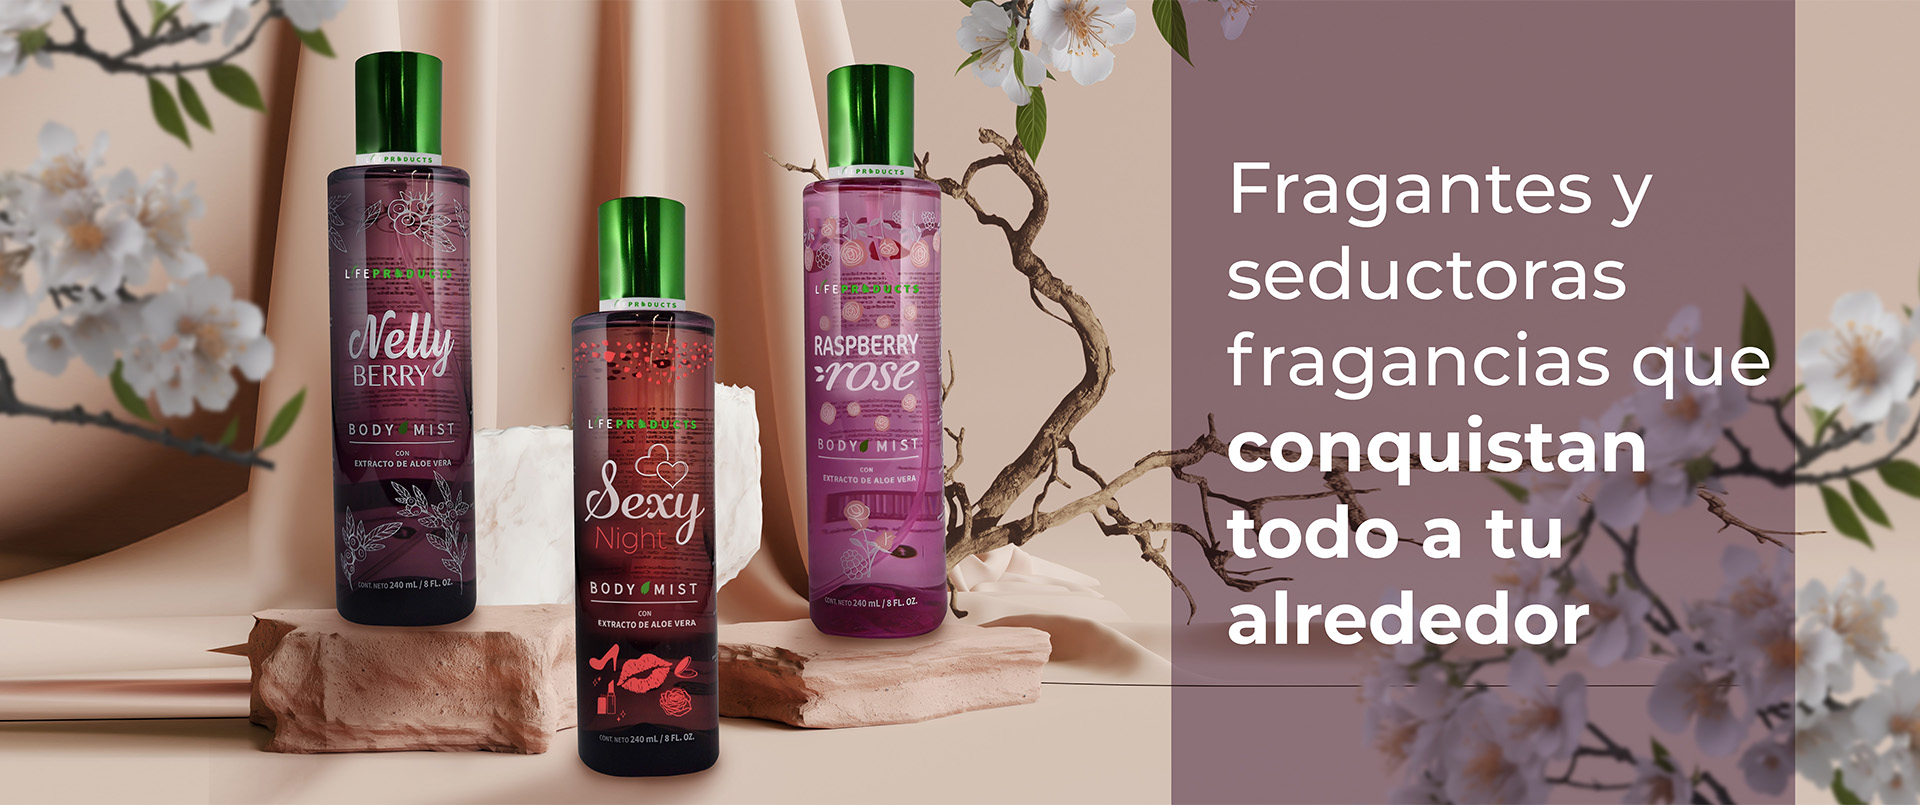 PRODUCTS
LIFEPRODUCTS
Nelly
BERRY
BODY MIST
CON
EXTRACTO DE ALOE VERA
CONT. NETO 240 mL / 8 FL. OZ.
PRODUCTS
LIFEPRODUCTS
Sexy
Night
BODY MIST
CON
EXTRACTO DE ALOE VERA
CONT. NETO 240 mL / 8 FL. OZ.
PRODUCTS
LIFEPRODUCTS
RASPBERRY
rose
BODY MIST
CON
EXTRACTO DE ALOE VERA
CONT. NETO 240 mL / 8 FL. OZ.
Fragantes y
seductoras
fragancias que
conquistan
todo a tu
alrededor